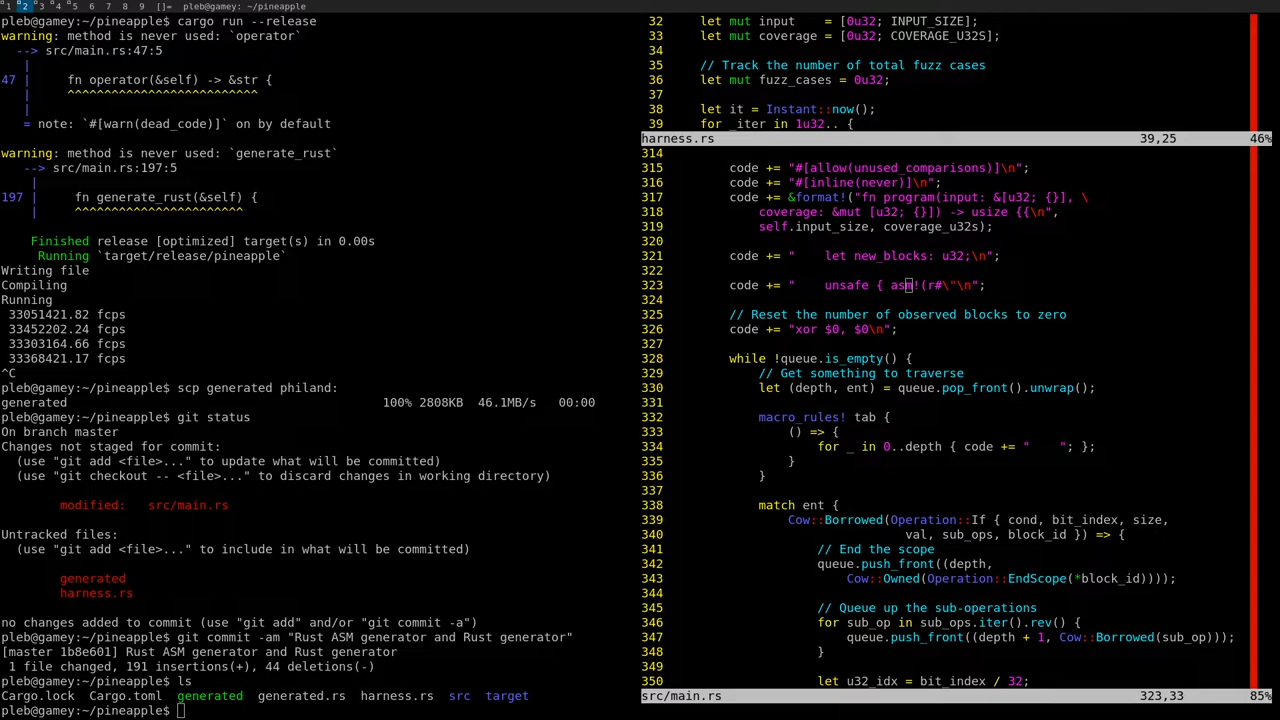 1 2 3 4 5 6 7 8 9 []= pleb@gamey: ~/pineapple
pleb@gamey:~/pineapple$ cargo run --release
warning: method is never used: `operator`
--> src/main.rs:47:5
|
47 | fn operator(&self) -> &str {
| ^^^^^^^^^^^^^^^^^^^^^^^^^^
|
= note: `#[warn(dead_code)]` on by default
warning: method is never used: `generate_rust`
--> src/main.rs:197:5
|
197 | fn generate_rust(&self) {
| ^^^^^^^^^^^^^^^^^^^^^^^
Finished release [optimized] target(s) in 0.00s
Running `target/release/pineapple`
Writing file
Compiling
Running
33051421.82 fcps
33452202.24 fcps
33303164.66 fcps
33368421.17 fcps
^C
pleb@gamey:~/pineapple$ scp generated philand:
generated 100% 2808KB 46.1MB/s 00:00
pleb@gamey:~/pineapple$ git status
On branch master
Changes not staged for commit:
(use "git add <file>..." to update what will be committed)
(use "git checkout -- <file>..." to discard changes in working directory)
modified: src/main.rs
Untracked files:
(use "git add <file>..." to include in what will be committed)
generated
harness.rs
no changes added to commit (use "git add" and/or "git commit -a")
pleb@gamey:~/pineapple$ git commit -am "Rust ASM generator and Rust generator"
[master 1b8e601] Rust ASM generator and Rust generator
1 file changed, 191 insertions(+), 44 deletions(-)
pleb@gamey:~/pineapple$ ls
Cargo.lock Cargo.toml generated generated.rs harness.rs src target
pleb@gamey:~/pineapple$
32 let mut input = [0u32; INPUT_SIZE];
33 let mut coverage = [0u32; COVERAGE_U32S];
34
35 // Track the number of total fuzz cases
36 let mut fuzz_cases = 0u32;
37
38 let it = Instant::now();
39 for _iter in 1u32.. {
harness.rs 39,25 46%
314
315 code += "#[allow(unused_comparisons)]\n";
316 code += "#[inline(never)]\n";
317 code += &format!("fn program(input: &[u32; {}], \
318 coverage: &mut [u32; {}]) -> usize {{\n",
319 self.input_size, coverage_u32s);
320
321 code += " let new_blocks: u32;\n";
322
323 code += " unsafe { asm!(r#\"\n";
324
325 // Reset the number of observed blocks to zero
326 code += "xor $0, $0\n";
327
328 while !queue.is_empty() {
329 // Get something to traverse
330 let (depth, ent) = queue.pop_front().unwrap();
331
332 macro_rules! tab {
333 () => {
334 for _ in 0..depth { code += " "; };
335 }
336 }
337
338 match ent {
339 Cow::Borrowed(Operation::If { cond, bit_index, size,
340 val, sub_ops, block_id }) => {
341 // End the scope
342 queue.push_front((depth,
343 Cow::Owned(Operation::EndScope(*block_id))));
344
345 // Queue up the sub-operations
346 for sub_op in sub_ops.iter().rev() {
347 queue.push_front((depth + 1, Cow::Borrowed(sub_op)));
348 }
349
350 let u32_idx = bit_index / 32;
src/main.rs 323,33 85%